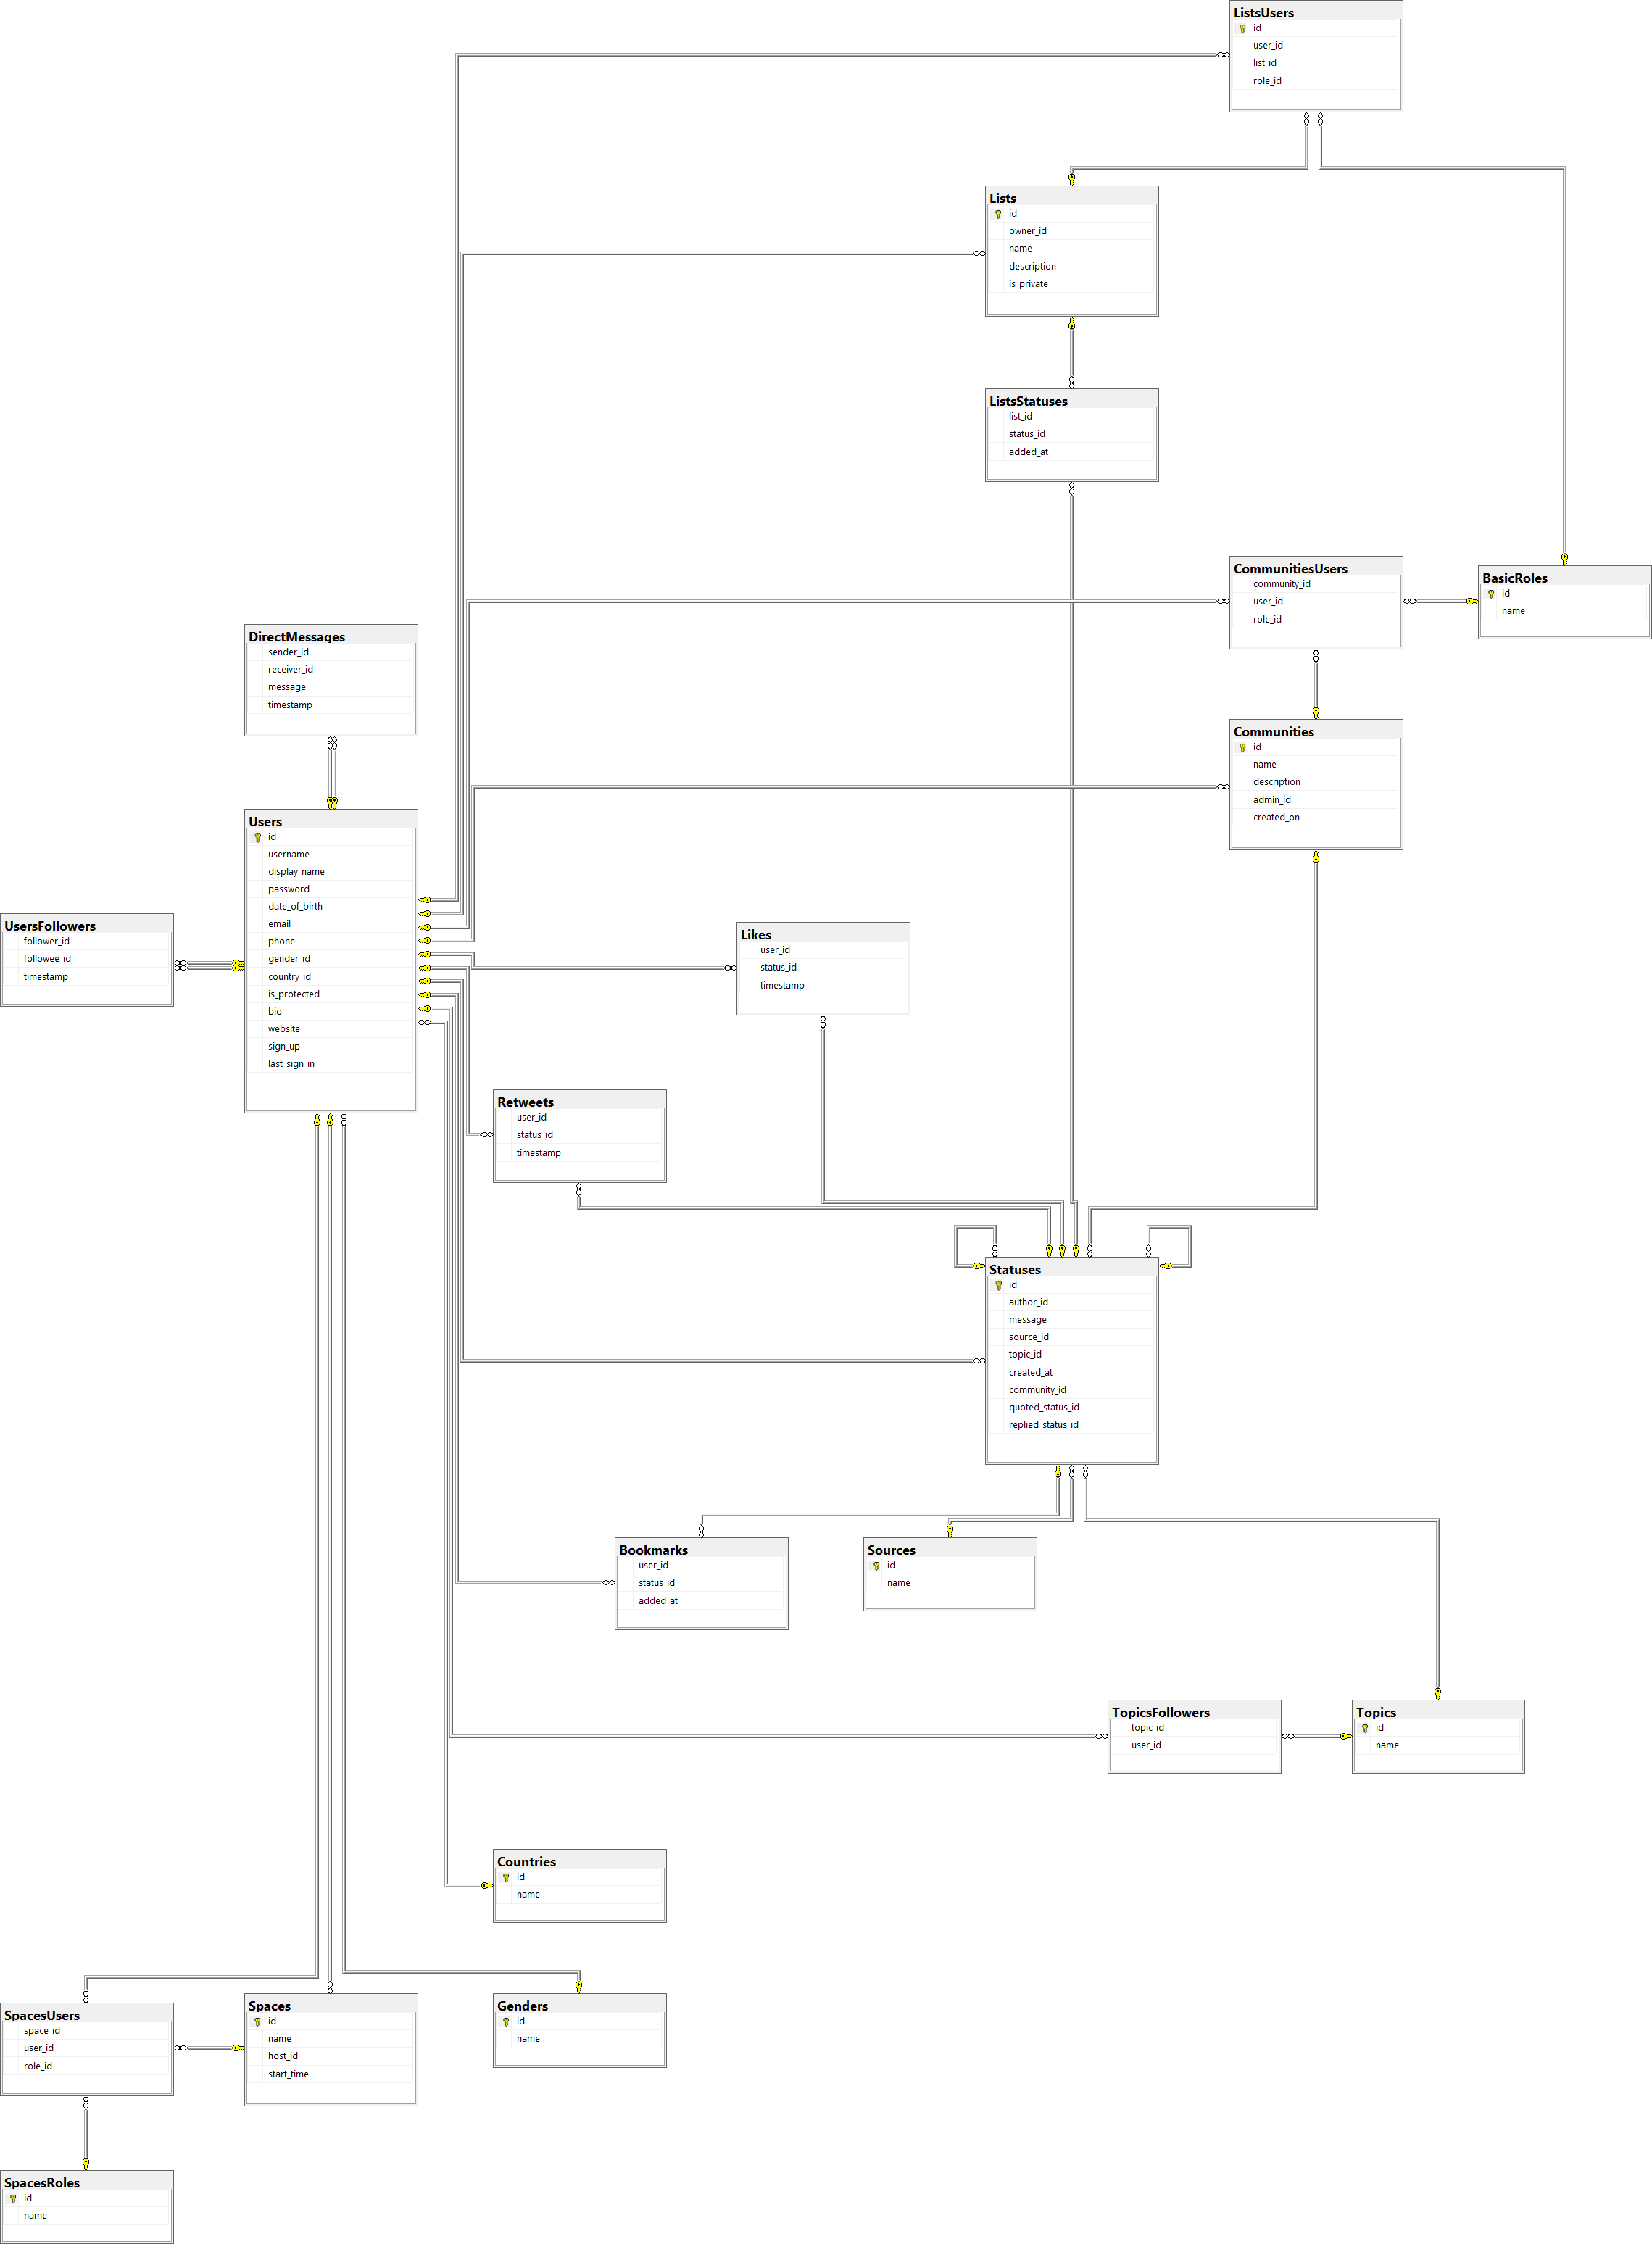 ListsUsers
id
user_id
list_id
role_id
Lists
id
owner_id
name
description
is_private
ListsStatuses
list_id
status_id
added_at
CommunitiesUsers
community_id
user_id
role_id
BasicRoles
id
name
DirectMessages
sender_id
receiver_id
message
timestamp
Communities
id
name
description
admin_id
created_on
Users
id
username
display_name
password
date_of_birth
email
phone
gender_id
country_id
is_protected
bio
website
sign_up
last_sign_in
UsersFollowers
follower_id
followee_id
timestamp
Likes
user_id
status_id
timestamp
Retweets
user_id
status_id
timestamp
Statuses
id
author_id
message
source_id
topic_id
created_at
community_id
quoted_status_id
replied_status_id
Bookmarks
user_id
status_id
added_at
Sources
id
name
TopicsFollowers
topic_id
user_id
Topics
id
name
Countries
id
name
SpacesUsers
space_id
user_id
role_id
Spaces
id
name
host_id
start_time
Genders
id
name
SpacesRoles
id
name